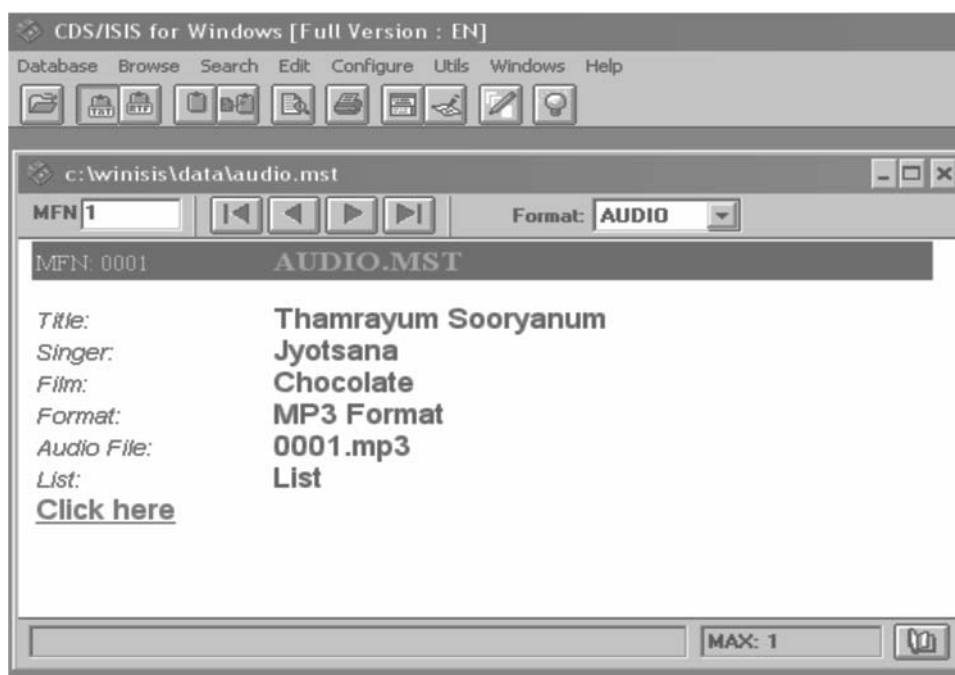 CDS/ISIS for Windows [Full Version : EN]
Database Browse Search Edit Configure Utils Windows Help
TXT RTF
c:\winisis\data\audio.mst
MFN 1 Format: AUDIO
MFN: 0001 AUDIO.MST
Title: Thamrayum Sooryanum
Singer: Jyotsana
Film: Chocolate
Format: MP3 Format
Audio File: 0001.mp3
List: List
Click here
MAX: 1